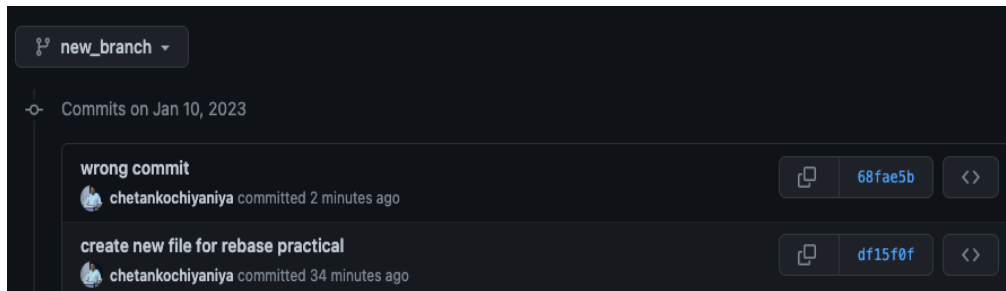 new_branch
Commits on Jan 10, 2023
wrong commit
68fae5b
chetankochiyaniya committed 2 minutes ago
create new file for rebase practical
df15f0f
chetankochiyaniya committed 34 minutes ago